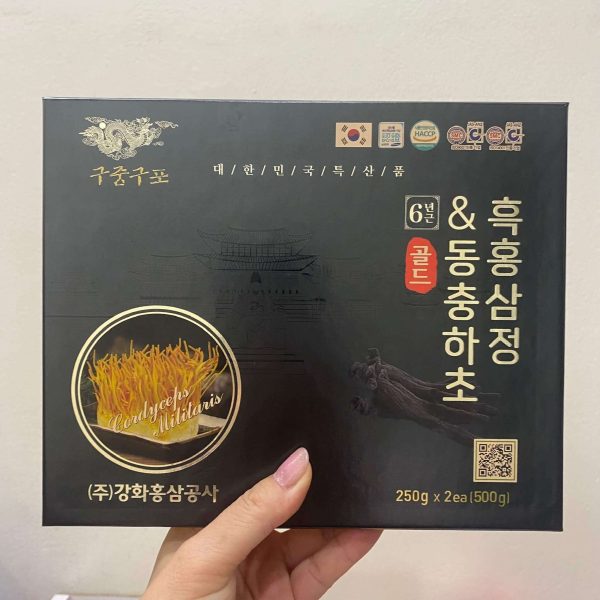 구중구포
대/한/민/국/특/산/품
HACCP
6년근
골드
흑홍삼정
&동충하초
Cordyceps
Militaris
(주)강화홍삼공사
250g x 2ea (500g)